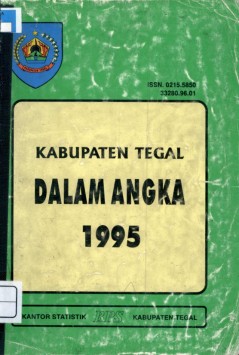 ISSN. 0215.5850
33280.96.01
KABUPATEN TEGAL
DALAM ANGKA
1995
KANTOR STATISTIK BPS KABUPATEN TEGAL